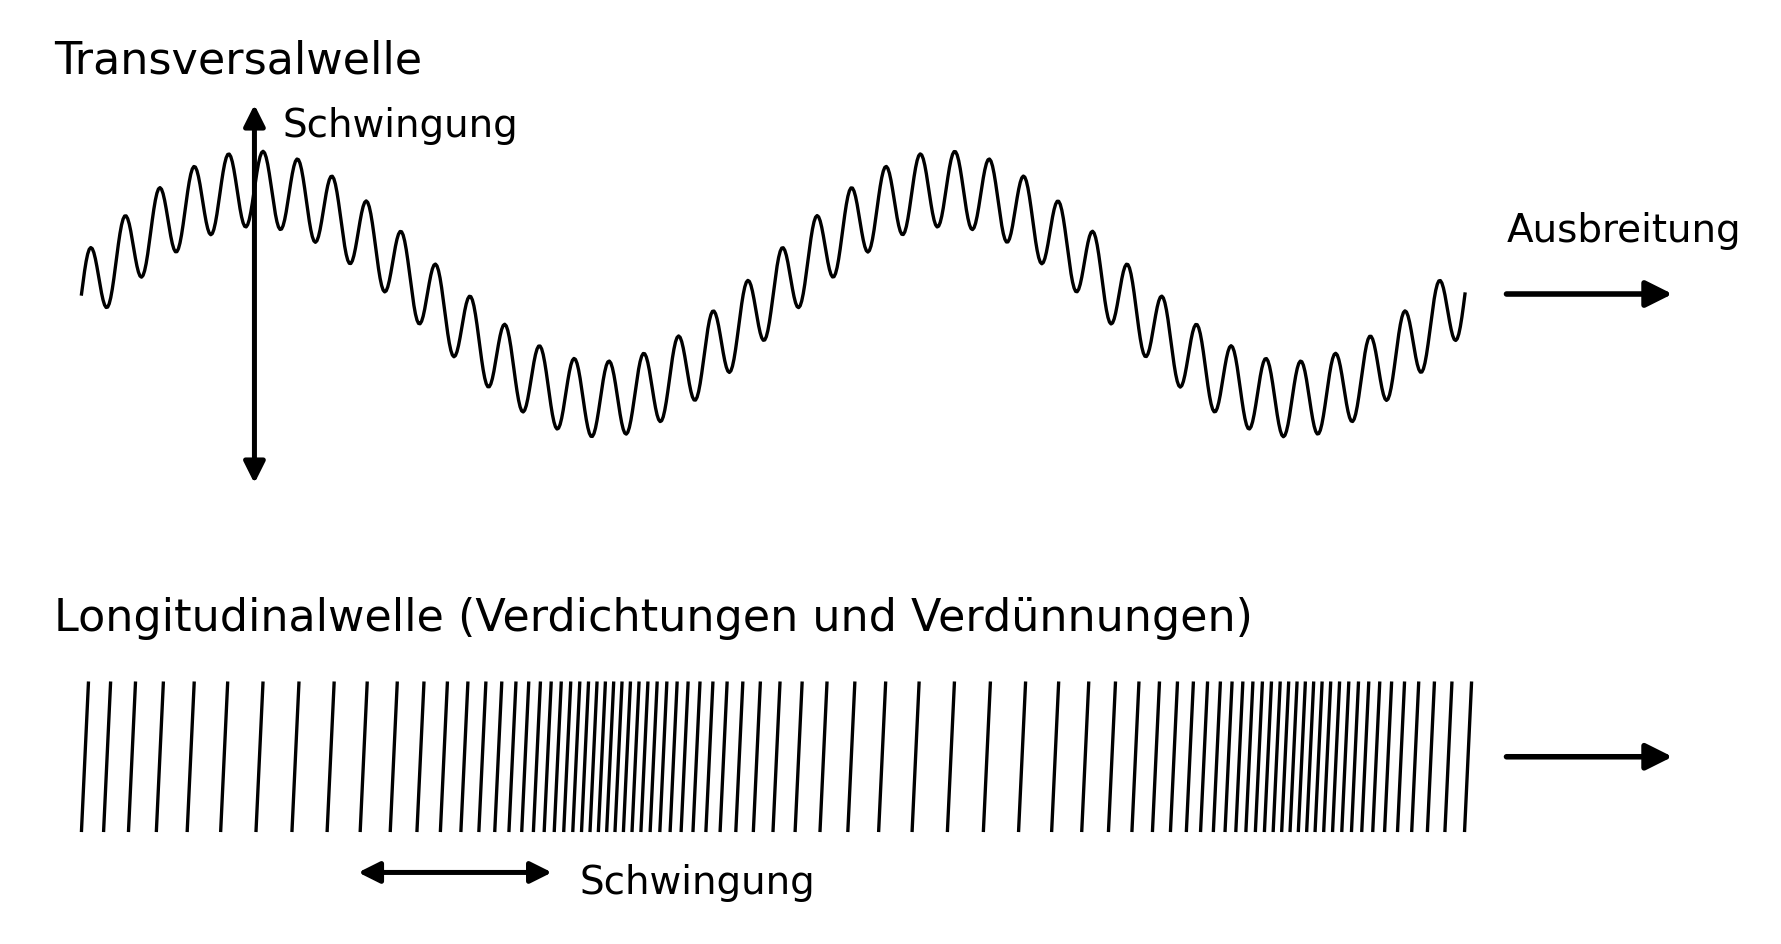 Transversalwelle
Schwingung
Ausbreitung
Longitudinalwelle (Verdichtungen und Verdünnungen)
Schwingung